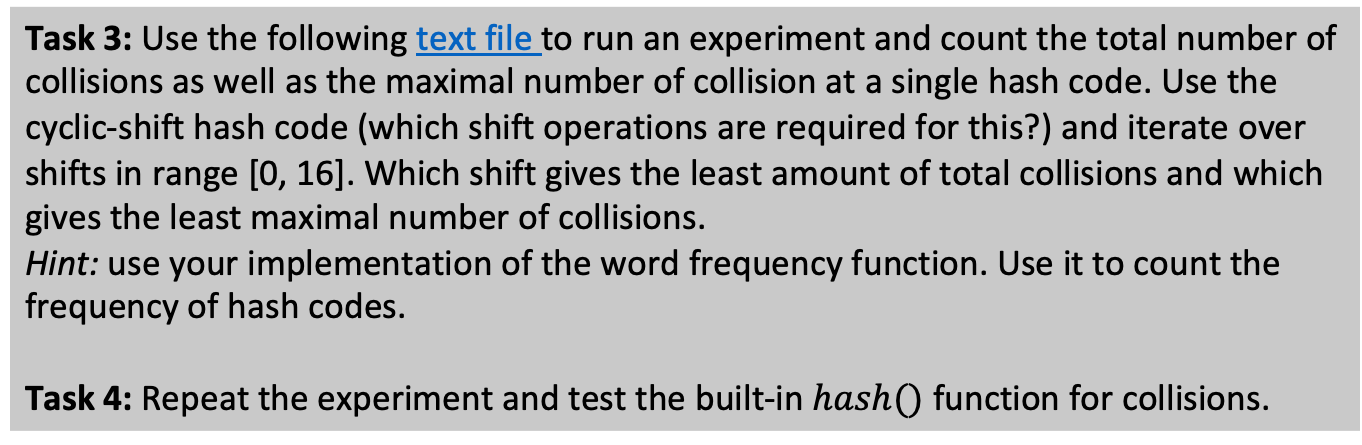 Task 3: Use the following text file to run an experiment and count the total number of
collisions as well as the maximal number of collision at a single hash code. Use the
cyclic-shift hash code (which shift operations are required for this?) and iterate over
shifts in range [0, 16]. Which shift gives the least amount of total collisions and which
gives the least maximal number of collisions.
Hint: use your implementation of the word frequency function. Use it to count the
frequency of hash codes.
Task 4: Repeat the experiment and test the built-in hash() function for collisions.